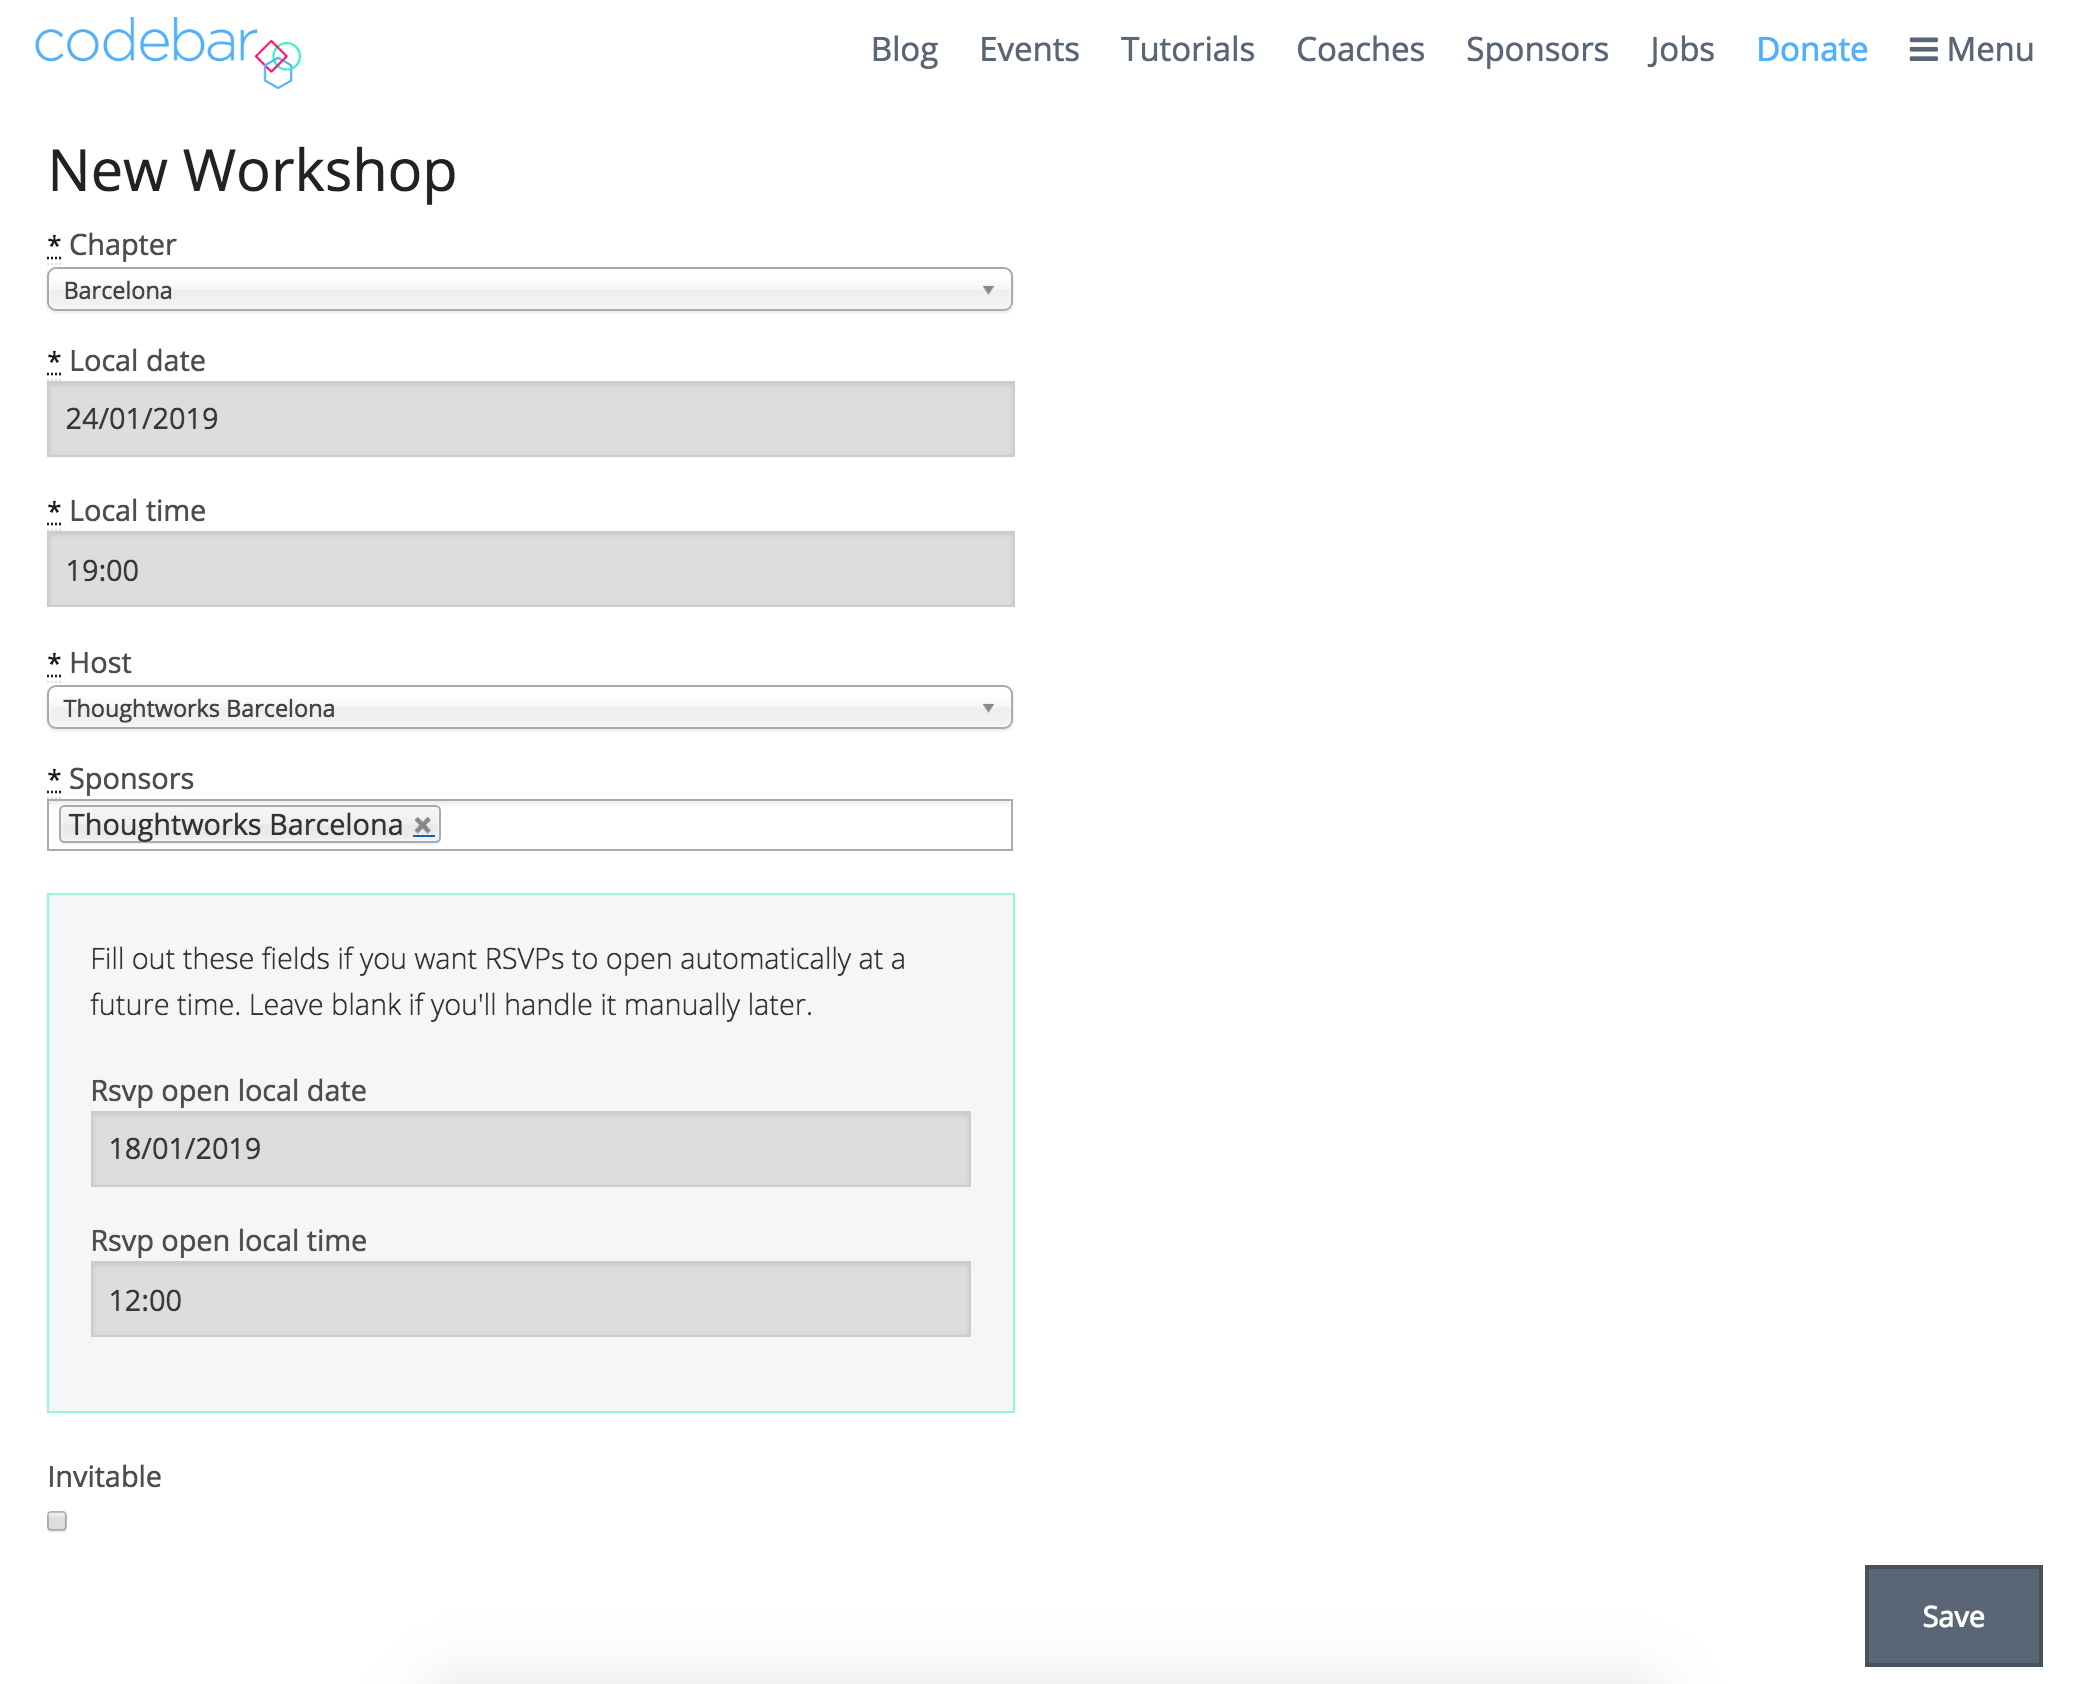 codebar
Blog Events Tutorials Coaches Sponsors Jobs Donate Menu
New Workshop
* Chapter
Barcelona
* Local date
24/01/2019
* Local time
19:00
* Host
Thoughtworks Barcelona
* Sponsors
Thoughtworks Barcelona
Fill out these fields if you want RSVPs to open automatically at a
future time. Leave blank if you'll handle it manually later.
Rsvp open local date
18/01/2019
Rsvp open local time
12:00
Invitable
Save